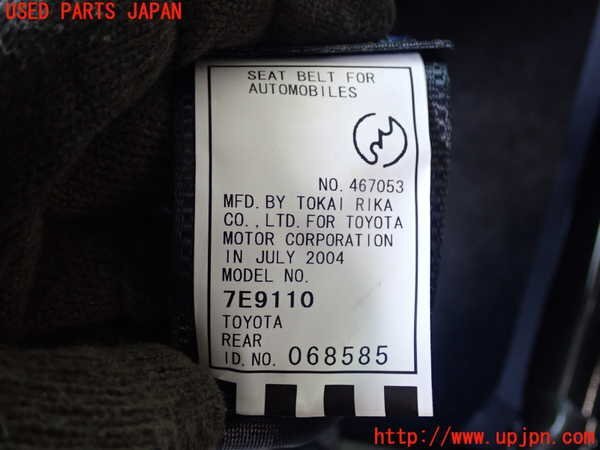 USED PARTS JAPAN
SEAT BELT FOR
AUTOMOBILES
NO. 467053
MFD. BY TOKAI RIKA
CO., LTD. FOR TOYOTA
MOTOR CORPORATION
IN JULY 2004
MODEL NO.
7E9110
TOYOTA
REAR
ID. NO. 068585
http://www.upjpn.com/